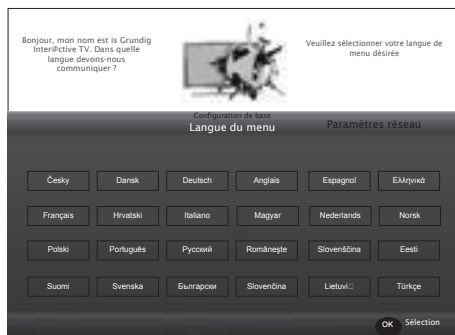 Bonjour, mon nom est is Grundig
Inter@ctive TV. Dans quelle
langue devons-nous
communiquer ?
Veuillez sélectionner votre langue de
menu désirée
Configuration de base
Langue du menu
Paramètres réseau
Česky Dansk Deutsch Anglais Espagnol Ελληνικά
Français Hrvatski Italiano Magyar Nederlands Norsk
Polski Português Русский Româneşte Slovenščina Eesti
Suomi Svenska Български Slovenčina Lietuvi□ Türkçe
OK Sélection